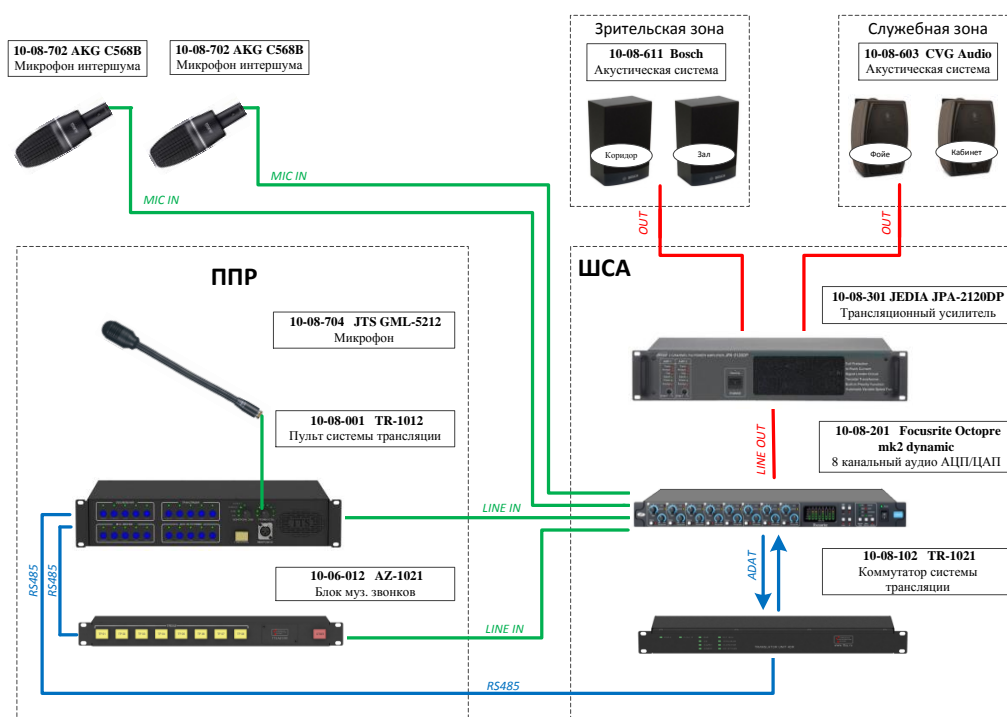 10-08-702 AKG C568B
Микрофон интершума
10-08-702 AKG C568B
Микрофон интершума
Зрительская зона
10-08-611 Bosch
Акустическая система
Коридор
Зал
BOSCH
Служебная зона
10-08-603 CVG Audio
Акустическая система
Фойе
Кабинет
MIC IN
MIC IN
OUT
OUT
ППР
10-08-704 JTS GML-5212
Микрофон
10-08-001 TR-1012
Пульт системы трансляции
LINE IN
RS485
RS485
10-06-012 AZ-1021
Блок муз. звонков
LINE IN
RS485
ШСА
10-08-301 JEDIA JPA-2120DP
Трансляционный усилитель
LINE OUT
10-08-201 Focusrite Octopre
mk2 dynamic
8 канальный аудио АЦП/ЦАП
ADAT
10-08-102 TR-1021
Коммутатор системы
трансляции